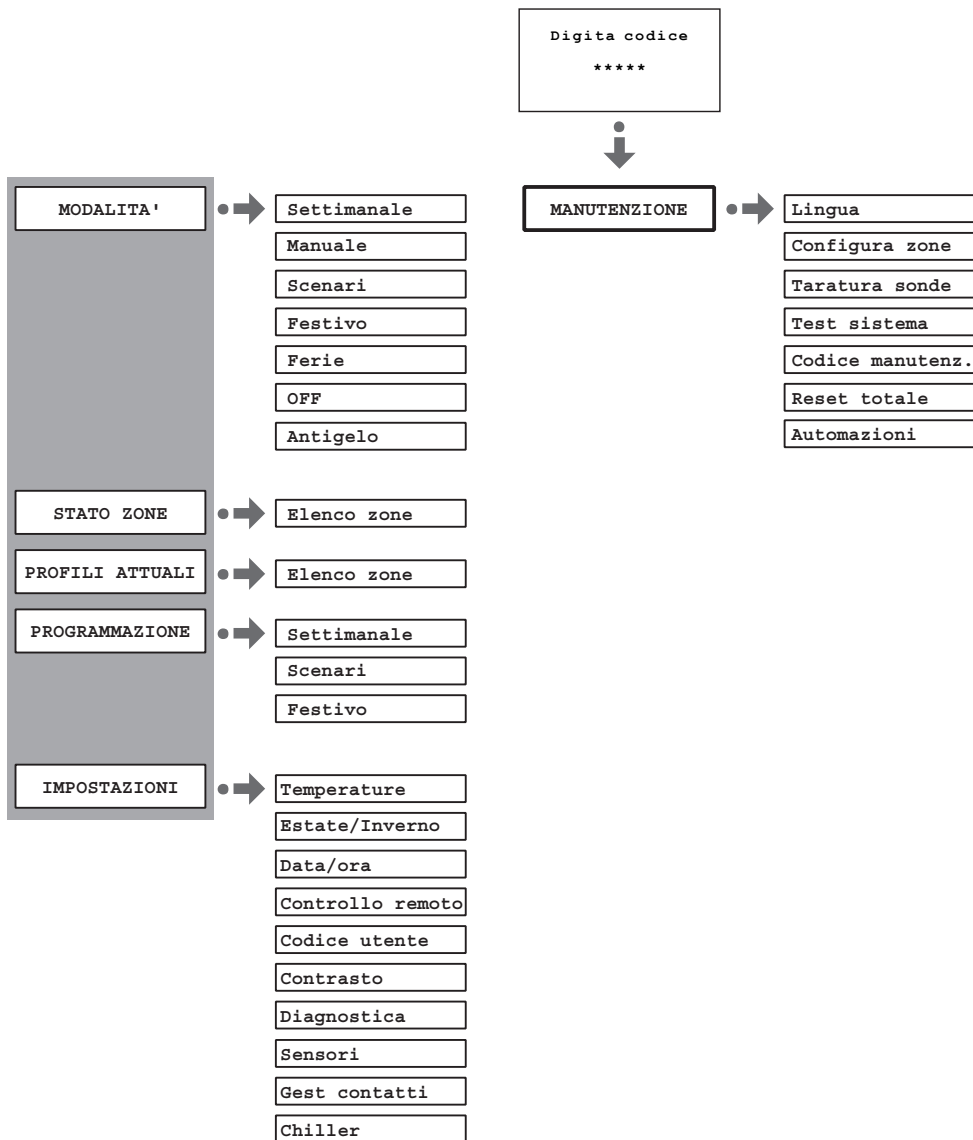 Digita codice
*****
MODALITA'
Settimanale
Manuale
Scenari
Festivo
Ferie
OFF
Antigelo
STATO ZONE
Elenco zone
PROFILI ATTUALI
Elenco zone
PROGRAMMAZIONE
Settimanale
Scenari
Festivo
IMPOSTAZIONI
Temperature
Estate/Inverno
Data/ora
Controllo remoto
Codice utente
Contrasto
Diagnostica
Sensori
Gest contatti
Chiller
MANUTENZIONE
Lingua
Configura zone
Taratura sonde
Test sistema
Codice manutenz.
Reset totale
Automazioni